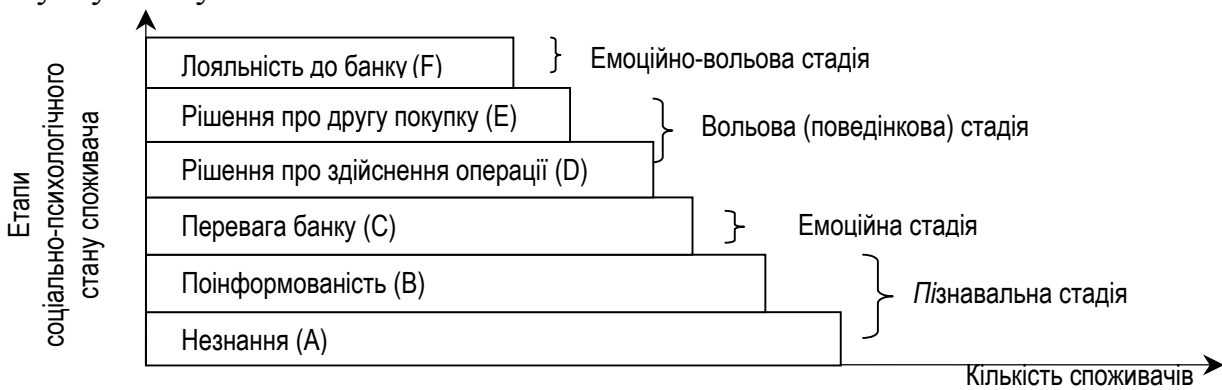 Лояльність до банку (F)
Емоційно-вольова стадія
Рішення про другу покупку (E)
Вольова (поведінкова) стадія
Рішення про здійснення операції (D)
Перевага банку (C)
Емоційна стадія
Поінформованість (B)
Пізнавальна стадія
Незнання (A)
Етапи
соціально-психологічного
стану споживача
Кількість споживачів